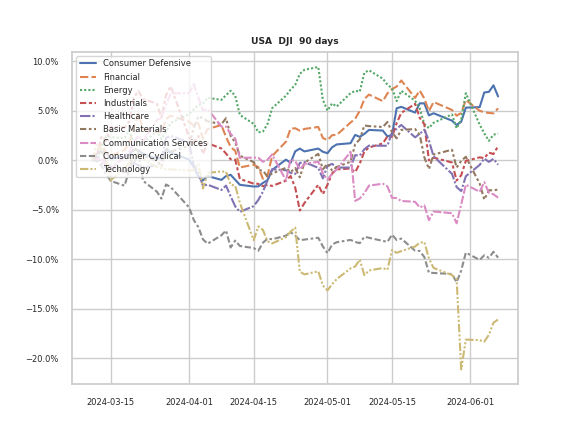 USA DJI 90 days
10.0%
5.0%
0.0%
−5.0%
−10.0%
−15.0%
−20.0%
Consumer Defensive
Financial
Energy
Industrials
Healthcare
Basic Materials
Communication Services
Consumer Cyclical
Technology
2024-03-15
2024-04-01
2024-04-15
2024-05-01
2024-05-15
2024-06-01